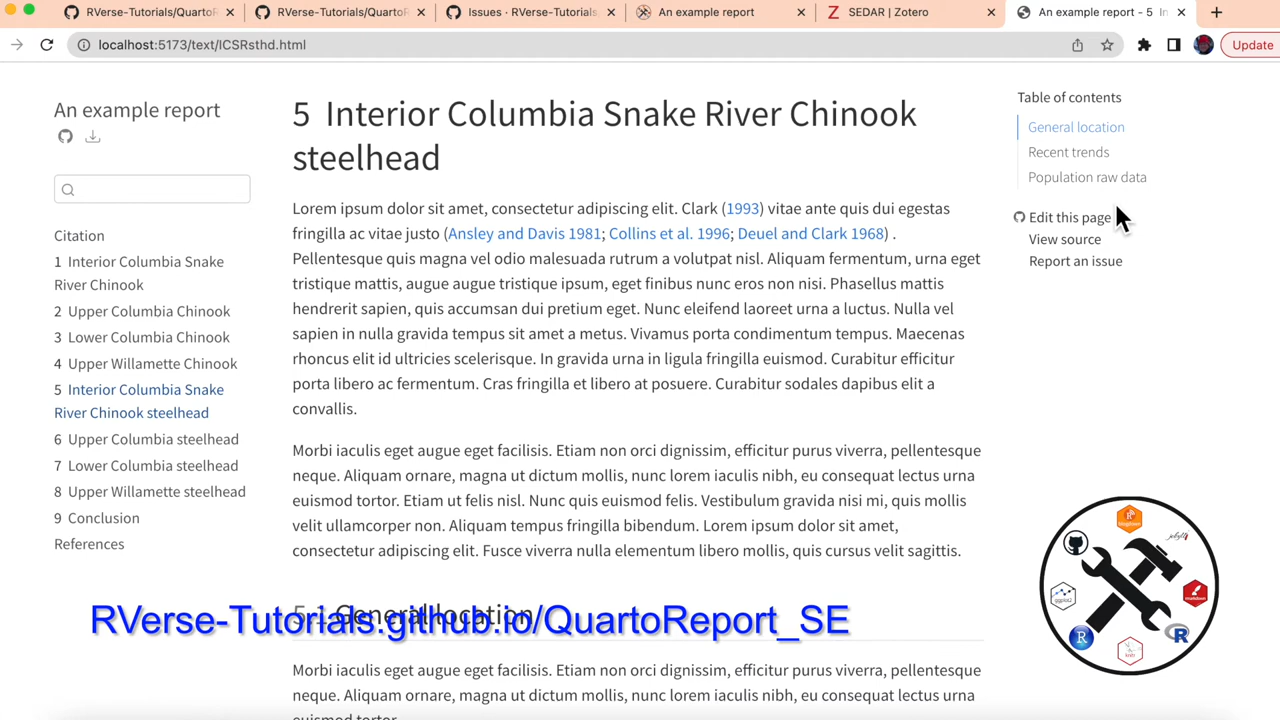 RVerse-Tutorials/QuartoR
RVerse-Tutorials/QuartoR
Issues · RVerse-Tutorials
An example report
SEDAR | Zotero
An example report - 5 In
localhost:5173/text/ICSRsthd.html
Update
An example report
Citation
1 Interior Columbia Snake
River Chinook
2 Upper Columbia Chinook
3 Lower Columbia Chinook
4 Upper Willamette Chinook
5 Interior Columbia Snake
River Chinook steelhead
6 Upper Columbia steelhead
7 Lower Columbia steelhead
8 Upper Willamette steelhead
9 Conclusion
References
5 Interior Columbia Snake River Chinook
steelhead
Lorem ipsum dolor sit amet, consectetur adipiscing elit. Clark (1993) vitae ante quis dui egestas
fringilla ac vitae justo (Ansley and Davis 1981; Collins et al. 1996; Deuel and Clark 1968) .
Pellentesque quis magna vel odio malesuada rutrum a volutpat nisl. Aliquam fermentum, urna eget
tristique mattis, augue augue tristique ipsum, eget finibus nunc eros non nisi. Phasellus mattis
hendrerit sapien, quis accumsan dui pretium eget. Nunc eleifend laoreet urna a luctus. Nulla vel
sapien in nulla gravida tempus sit amet a metus. Vivamus porta condimentum tempus. Maecenas
rhoncus elit id ultricies scelerisque. In gravida urna in ligula fringilla euismod. Curabitur efficitur
porta libero ac fermentum. Cras fringilla et libero at posuere. Curabitur sodales dapibus elit a
convallis.
Morbi iaculis eget augue eget facilisis. Etiam non orci dignissim, efficitur purus viverra, pellentesque
neque. Aliquam ornare, magna ut dictum mollis, nunc lorem iaculis nibh, eu consequat lectus urna
euismod tortor. Etiam ut felis nisl. Nunc quis euismod felis. Vestibulum gravida nisi mi, quis mollis
velit ullamcorper non. Aliquam tempus fringilla bibendum. Lorem ipsum dolor sit amet,
consectetur adipiscing elit. Fusce viverra nulla elementum libero mollis, quis cursus velit sagittis.
5.1 General location
RVerse-Tutorials.github.io/QuartoReport_SE
Morbi iaculis eget augue eget facilisis. Etiam non orci dignissim, efficitur purus viverra, pellentesque
neque. Aliquam ornare, magna ut dictum mollis, nunc lorem iaculis nibh, eu consequat lectus urna
euismod tortor.
Table of contents
General location
Recent trends
Population raw data
Edit this page
View source
Report an issue
jekyll
ggplot2
markdown
R
knitr
R